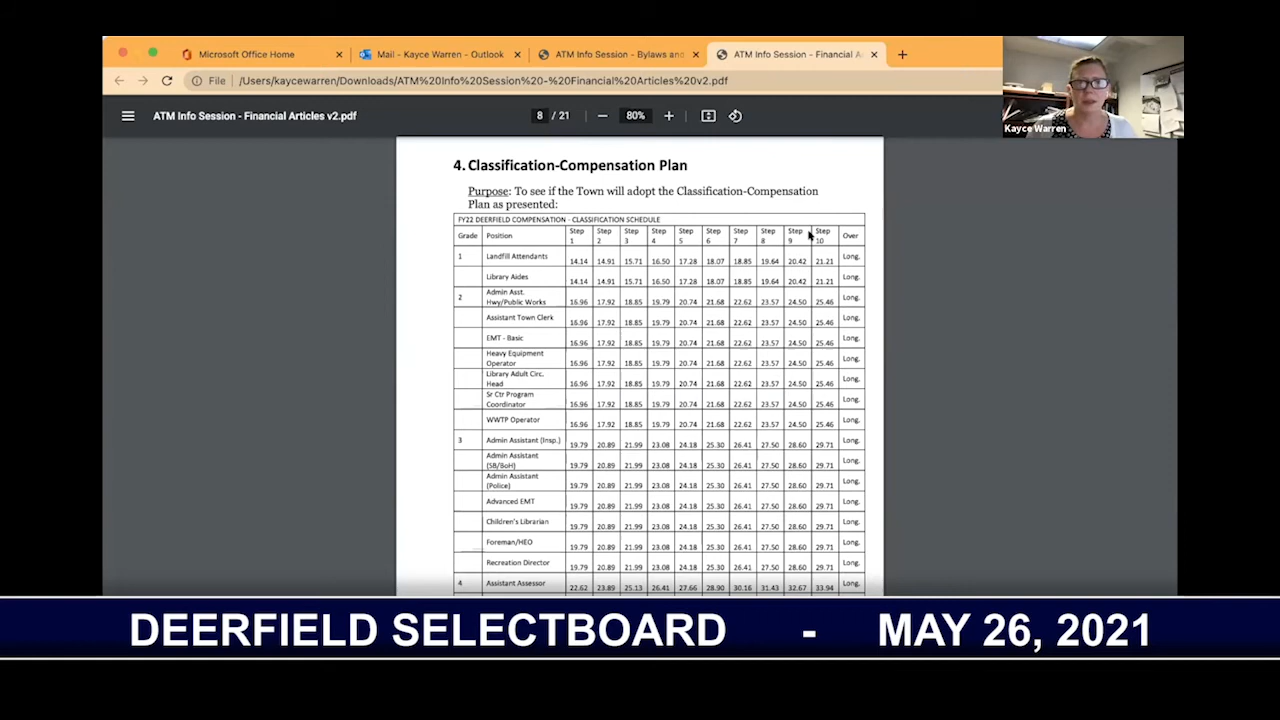 Microsoft Office Home
Mail - Kayce Warren - Outlook
ATM Info Session - Bylaws and
ATM Info Session - Financial A
File /Users/kaycewarren/Downloads/ATM%20Info%20Session%20-%20Financial%20Articles%20v2.pdf
ATM Info Session - Financial Articles v2.pdf
8 / 21
80%
Kayce Warren
4. Classification-Compensation Plan
Purpose: To see if the Town will adopt the Classification-Compensation
Plan as presented:
FY22 DEERFIELD COMPENSATION - CLASSIFICATION SCHEDULE
Grade Position Step 1 Step 2 Step 3 Step 4 Step 5 Step 6 Step 7 Step 8 Step 9 Step 10 Over
1 Landfill Attendants 14.14 14.91 15.71 16.50 17.28 18.07 18.85 19.64 20.42 21.21 Long.
Library Aides 14.14 14.91 15.71 16.50 17.28 18.07 18.85 19.64 20.42 21.21 Long.
2 Admin Asst. Hwy/Public Works 16.96 17.92 18.85 19.79 20.74 21.68 22.62 23.57 24.50 25.46 Long.
Assistant Town Clerk 16.96 17.92 18.85 19.79 20.74 21.68 22.62 23.57 24.50 25.46 Long.
EMT - Basic 16.96 17.92 18.85 19.79 20.74 21.68 22.62 23.57 24.50 25.46 Long.
Heavy Equipment Operator 16.96 17.92 18.85 19.79 20.74 21.68 22.62 23.57 24.50 25.46 Long.
Library Adult Circ. Head 16.96 17.92 18.85 19.79 20.74 21.68 22.62 23.57 24.50 25.46 Long.
Sr Ctr Program Coordinator 16.96 17.92 18.85 19.79 20.74 21.68 22.62 23.57 24.50 25.46 Long.
WWTP Operator 16.96 17.92 18.85 19.79 20.74 21.68 22.62 23.57 24.50 25.46 Long.
3 Admin Assistant (Insp.) 19.79 20.89 21.99 23.08 24.18 25.30 26.41 27.50 28.60 29.71 Long.
Admin Assistant (SB/BoH) 19.79 20.89 21.99 23.08 24.18 25.30 26.41 27.50 28.60 29.71 Long.
Admin Assistant (Police) 19.79 20.89 21.99 23.08 24.18 25.30 26.41 27.50 28.60 29.71 Long.
Advanced EMT 19.79 20.89 21.99 23.08 24.18 25.30 26.41 27.50 28.60 29.71 Long.
Children's Librarian 19.79 20.89 21.99 23.08 24.18 25.30 26.41 27.50 28.60 29.71 Long.
Foreman/HEO 19.79 20.89 21.99 23.08 24.18 25.30 26.41 27.50 28.60 29.71 Long.
Recreation Director 19.79 20.89 21.99 23.08 24.18 25.30 26.41 27.50 28.60 29.71 Long.
4 Assistant Assessor 22.62 23.89 25.13 26.41 27.66 28.90 30.16 31.43 32.67 33.94 Long.
DEERFIELD SELECTBOARD - MAY 26, 2021